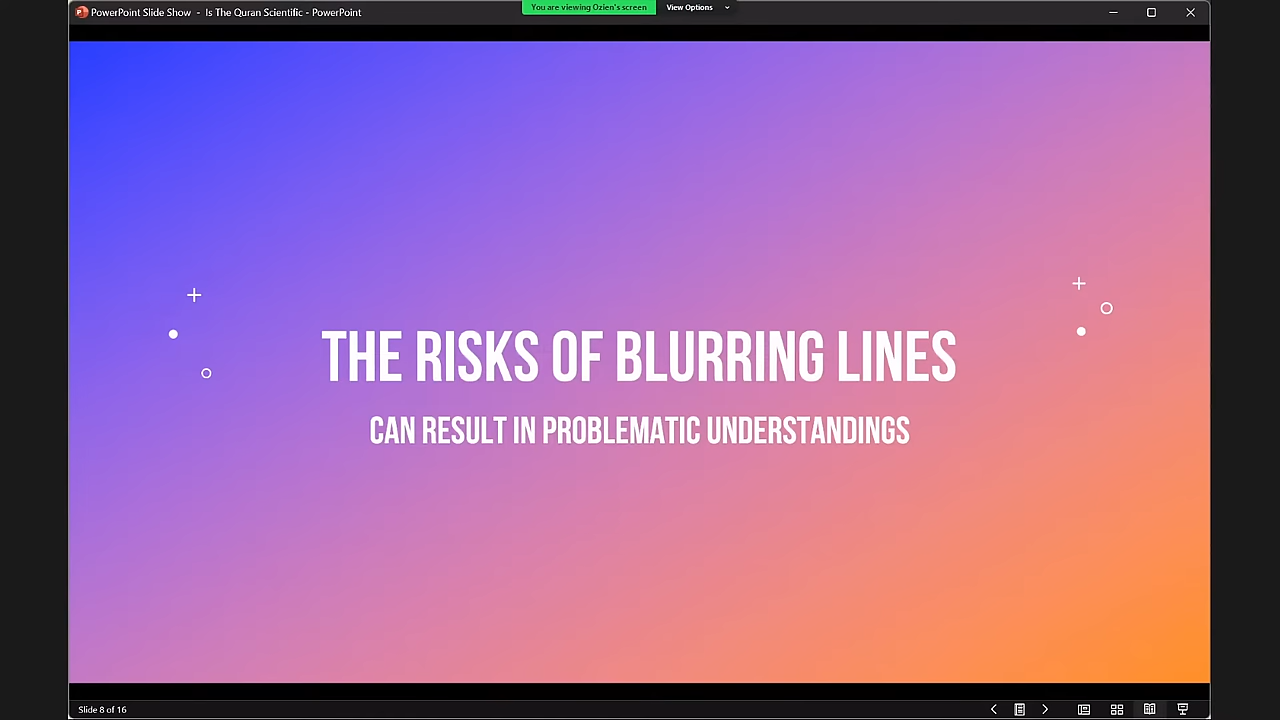 PowerPoint Slide Show - Is The Quran Scientific - PowerPoint
You are viewing Ozien's screen
View Options
THE RISKS OF BLURRING LINES
CAN RESULT IN PROBLEMATIC UNDERSTANDINGS
Slide 8 of 16